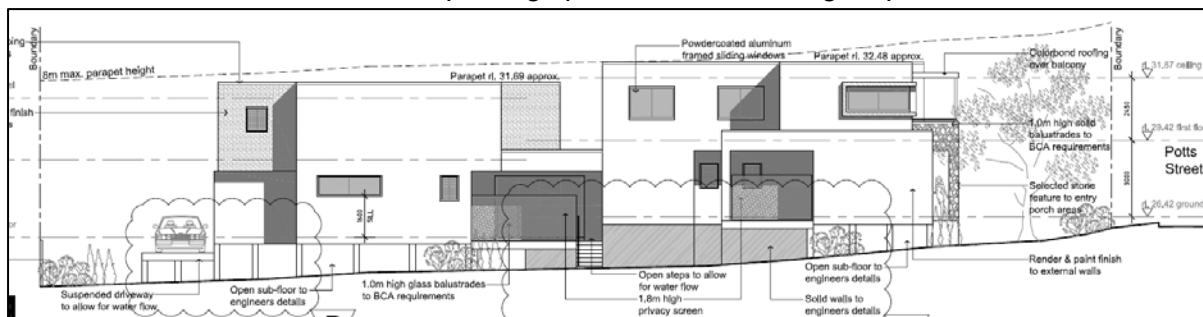 Powdercoated aluminum
framed sliding windows
Parapet rl. 32.48 approx.
Colorbond roofing
over balcony
Boundary
Boundary
8m max. parapet height
Parapet rl. 31.69 approx.
rl. 31.57 ceiling
2450
finish
1.0m high solid
balustrades to
BCA requirements
rl. 29.42 first flo
Potts
Street
3000
Selected stone
feature to entry
porch areas
1600
SILL
rl. 26.42 ground
Render & paint finish
to external walls
Open sub-floor to
engineers details
Open steps to allow
for water flow
1.8m high
privacy screen
Solid walls to
engineers details
1.0m high glass balustrades
to BCA requirements
Open sub-floor to
engineers details
Suspended driveway
to allow for water flow